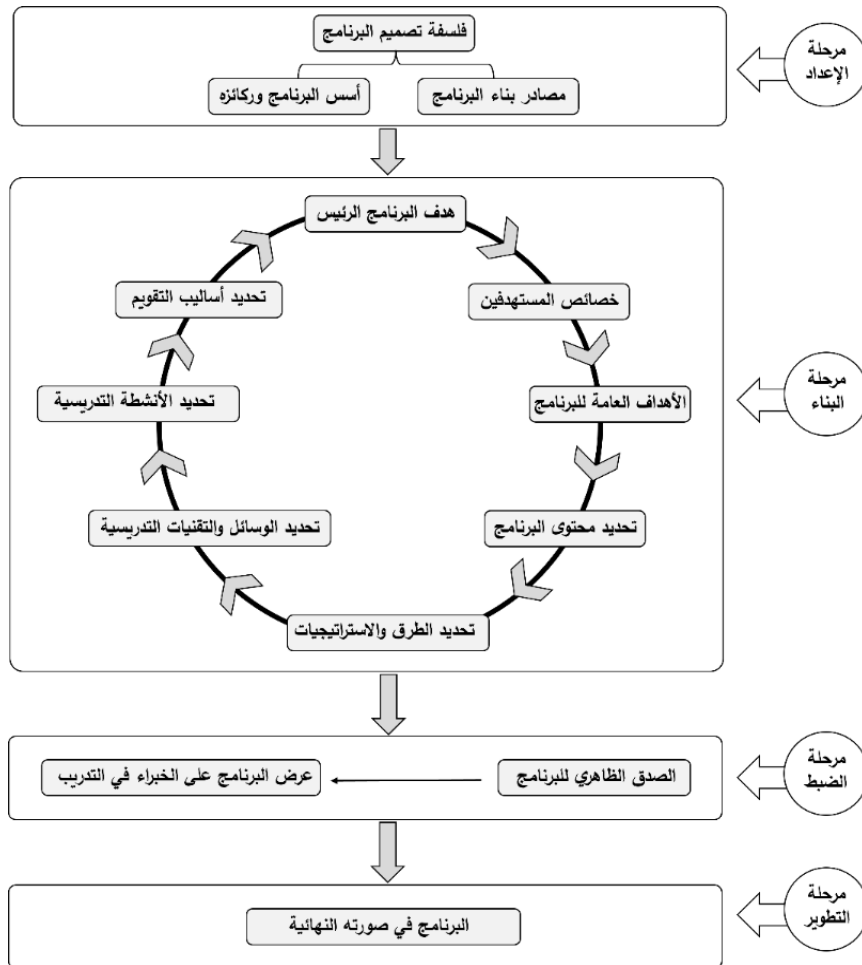 فلسفة تصميم البرنامج
مصادر بناء البرنامج
أسس البرنامج وركائزه
مرحلة
الإعداد
هدف البرنامج الرئيس
خصائص المستهدفين
الأهداف العامة للبرنامج
تحديد محتوى البرنامج
تحديد الطرق والاستراتيجيات
تحديد الوسائل والتقنيات التدريسية
تحديد الأنشطة التدريسية
تحديد أساليب التقويم
مرحلة
البناء
الصدق الظاهري للبرنامج
عرض البرنامج على الخبراء في التدريب
مرحلة
الضبط
البرنامج في صورته النهائية
مرحلة
التطوير